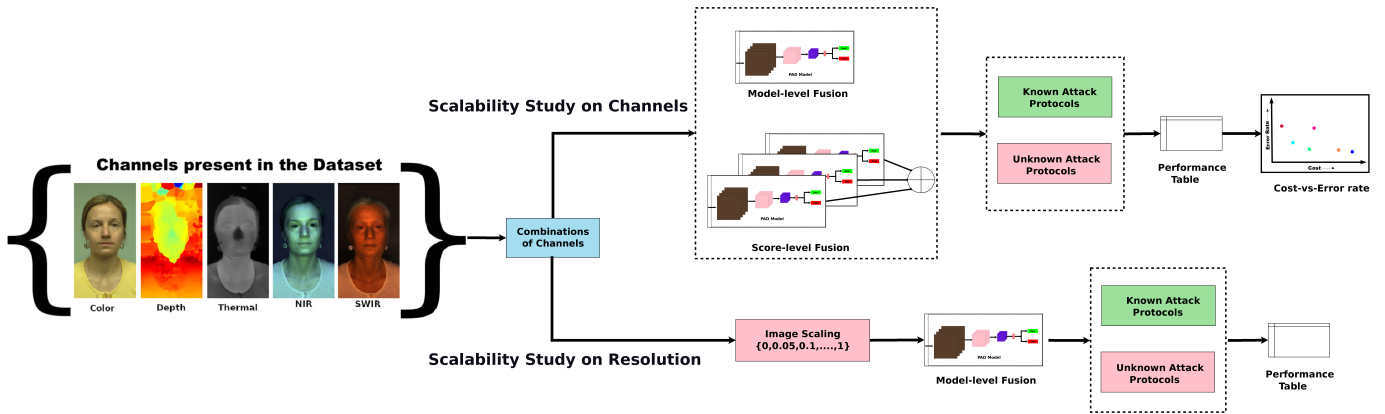 Channels present in the Dataset
Color
Depth
Thermal
NIR
SWIR
Combinations
of Channels
Scalability Study on Channels
PAD Model
Model-level Fusion
PAD Model
Score-level Fusion
Known Attack
Protocols
Unknown Attack
Protocols
Performance
Table
Error Rate
Cost
Cost-vs-Error rate
Scalability Study on Resolution
Image Scaling
{0,0.05,0.1,....,1}
PAD Model
Model-level Fusion
Known Attack
Protocols
Unknown Attack
Protocols
Performance
Table